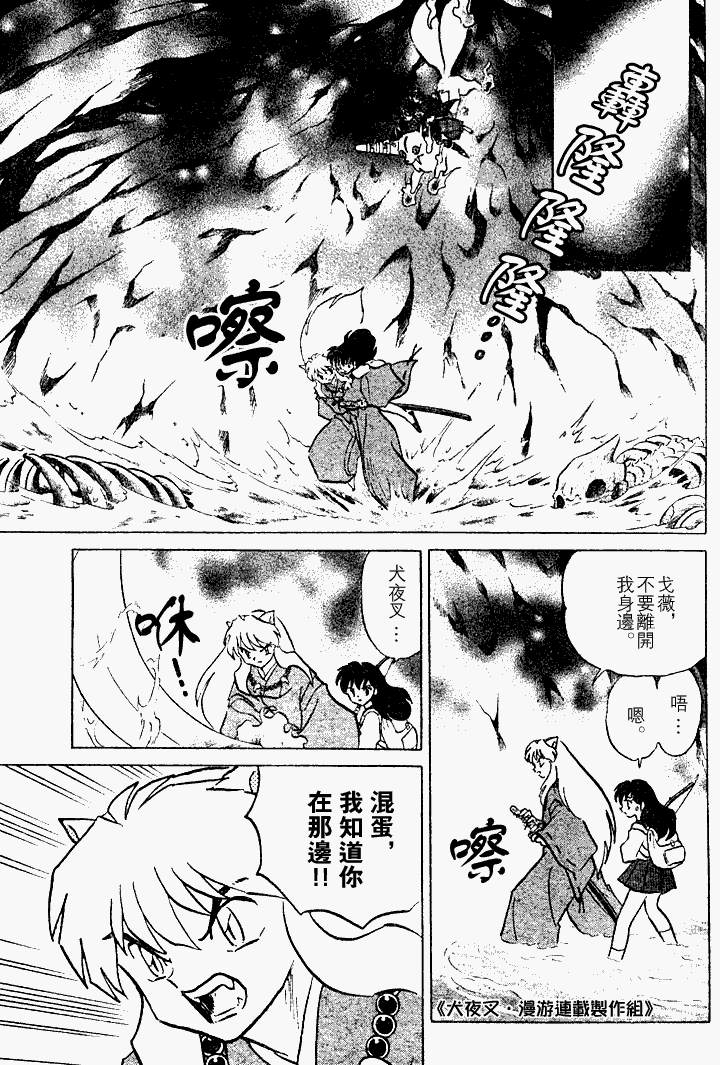 轟隆隆隆…
嚓
戈薇，
不要離開
我身邊。
唔…
嗯。
嚓
《犬夜叉·漫游連載製作組》
犬夜叉…
咻！
混蛋，
我知道你
在那邊!!